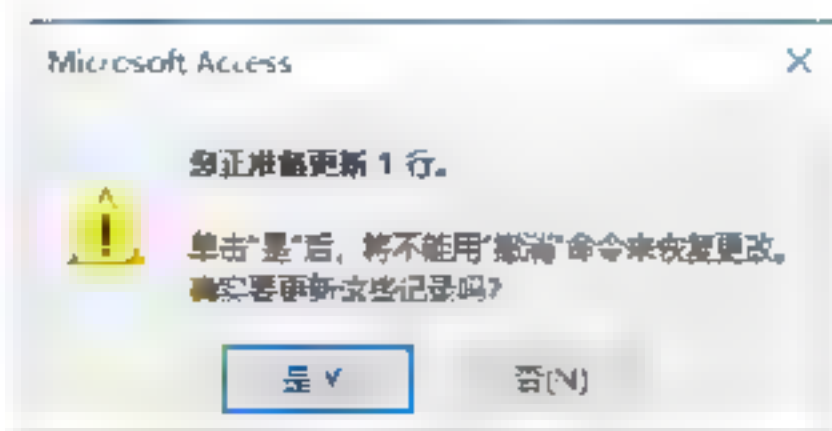 Microsoft Access
您正准备更新 1 行。
单击"是"后，将不能用"撤消"命令来恢复更改。
确实要更新这些记录吗?
是 Y
否(N)